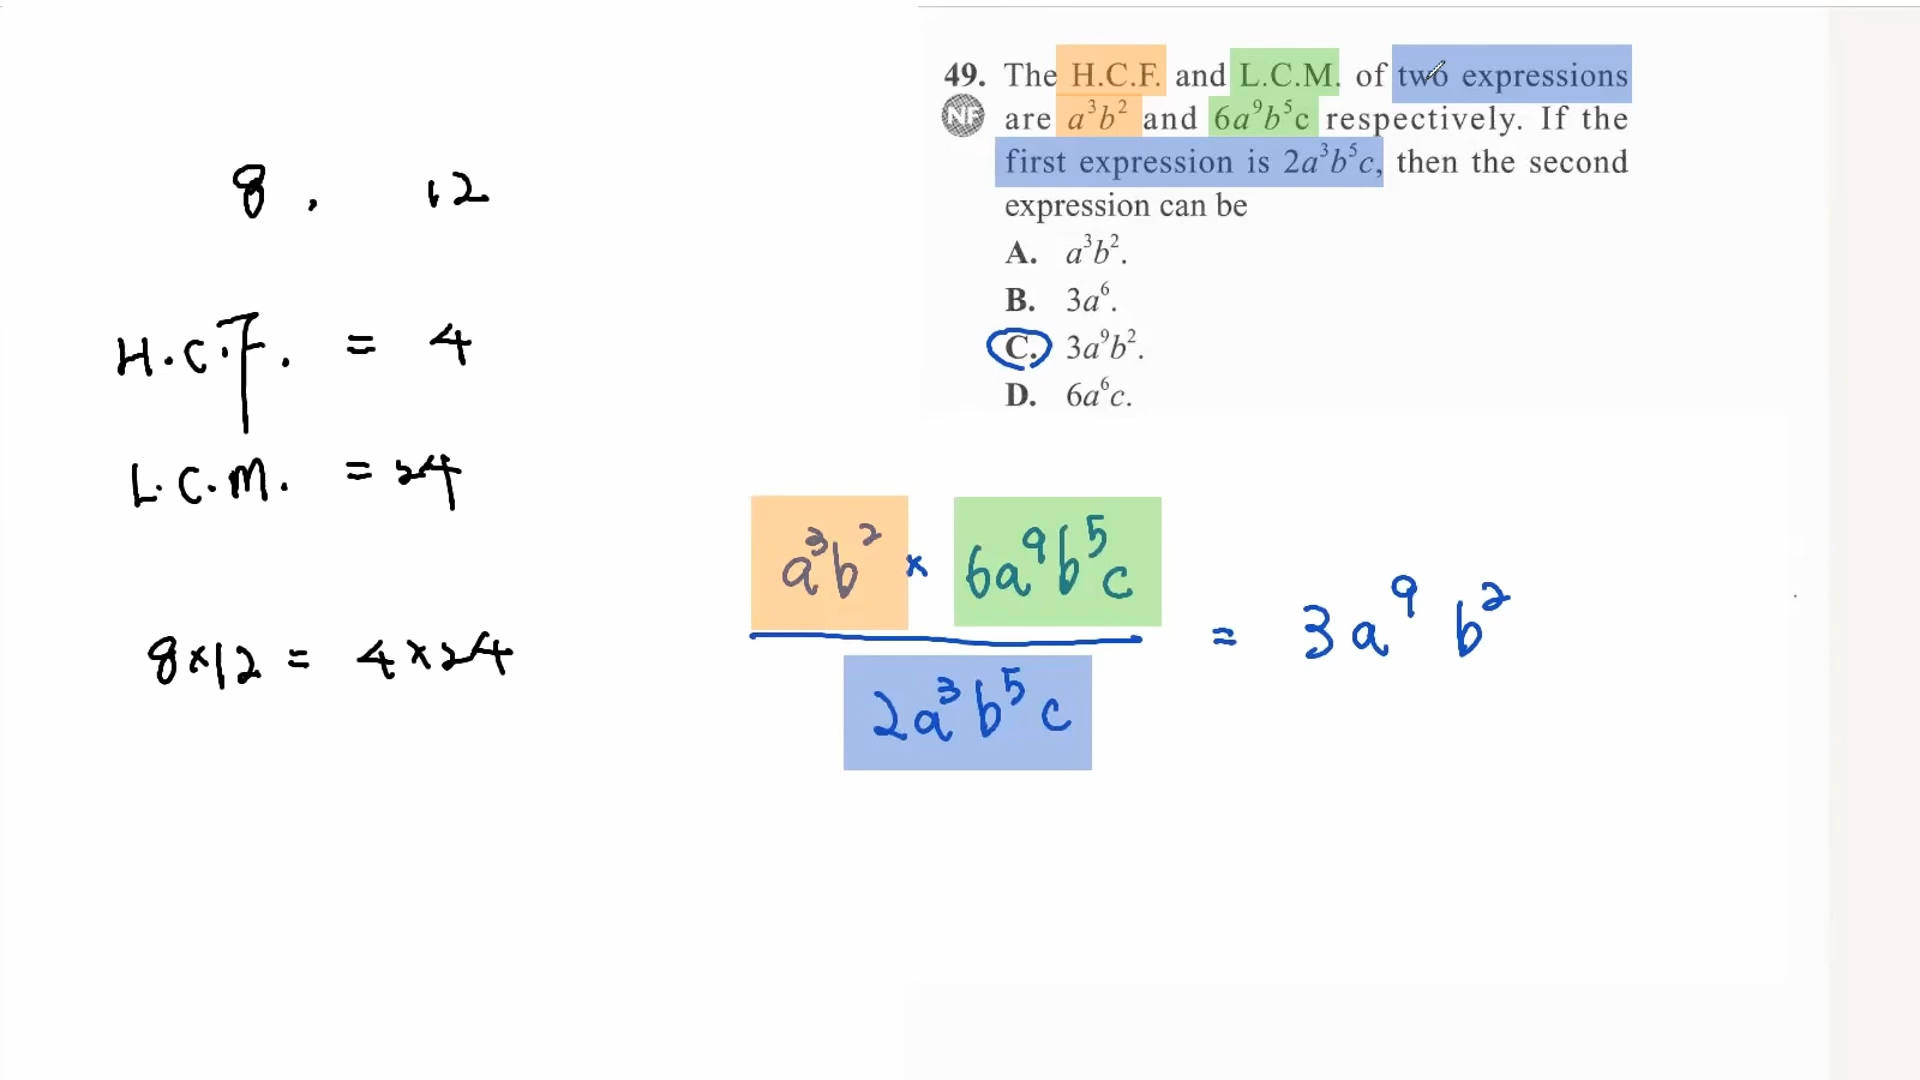 8 , 12
H.C.F. = 4
L.C.M. = 24
8×12 = 4×24
49. The H.C.F. and L.C.M. of two expressions
NF are a³b² and 6a⁹b⁵c respectively. If the
first expression is 2a³b⁵c, then the second
expression can be
A. a³b².
B. 3a⁶.
C. 3a⁹b².
D. 6a⁶c.
a³b² × 6a⁹b⁵c
= 3a⁹b²
2a³b⁵c